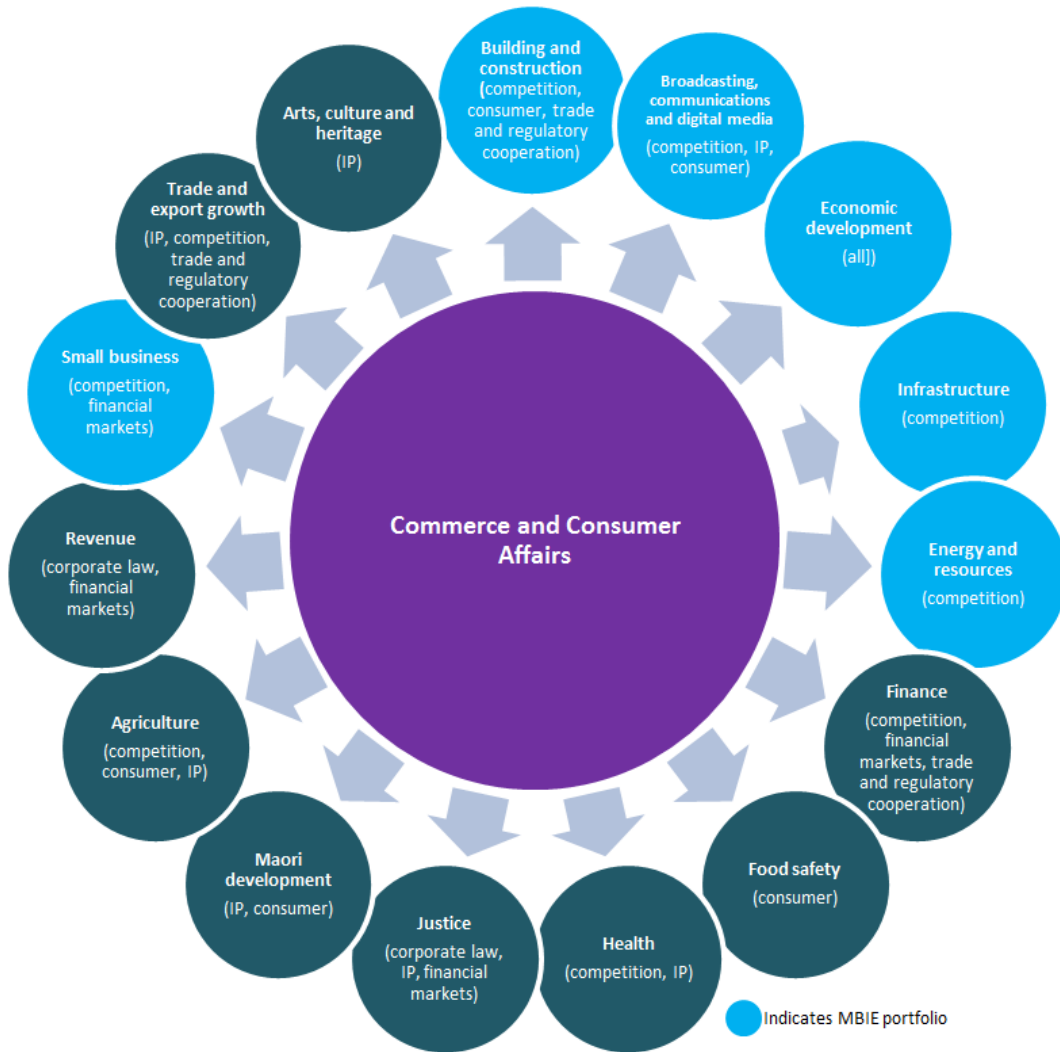 Building and
construction
(competition,
consumer, trade
and regulatory
cooperation)
Broadcasting,
communications
and digital media
(competition, IP,
consumer)
Economic
development
(all])
Infrastructure
(competition)
Energy and
resources
(competition)
Finance
(competition,
financial
markets, trade
and regulatory
cooperation)
Food safety
(consumer)
Health
(competition, IP)
Justice
(corporate law,
IP, financial
markets)
Maori
development
(IP, consumer)
Agriculture
(competition,
consumer, IP)
Revenue
(corporate law,
financial
markets)
Small business
(competition,
financial
markets)
Trade and
export growth
(IP, competition,
trade and
regulatory
cooperation)
Arts, culture and
heritage
(IP)
Commerce and Consumer
Affairs
Indicates MBIE portfolio